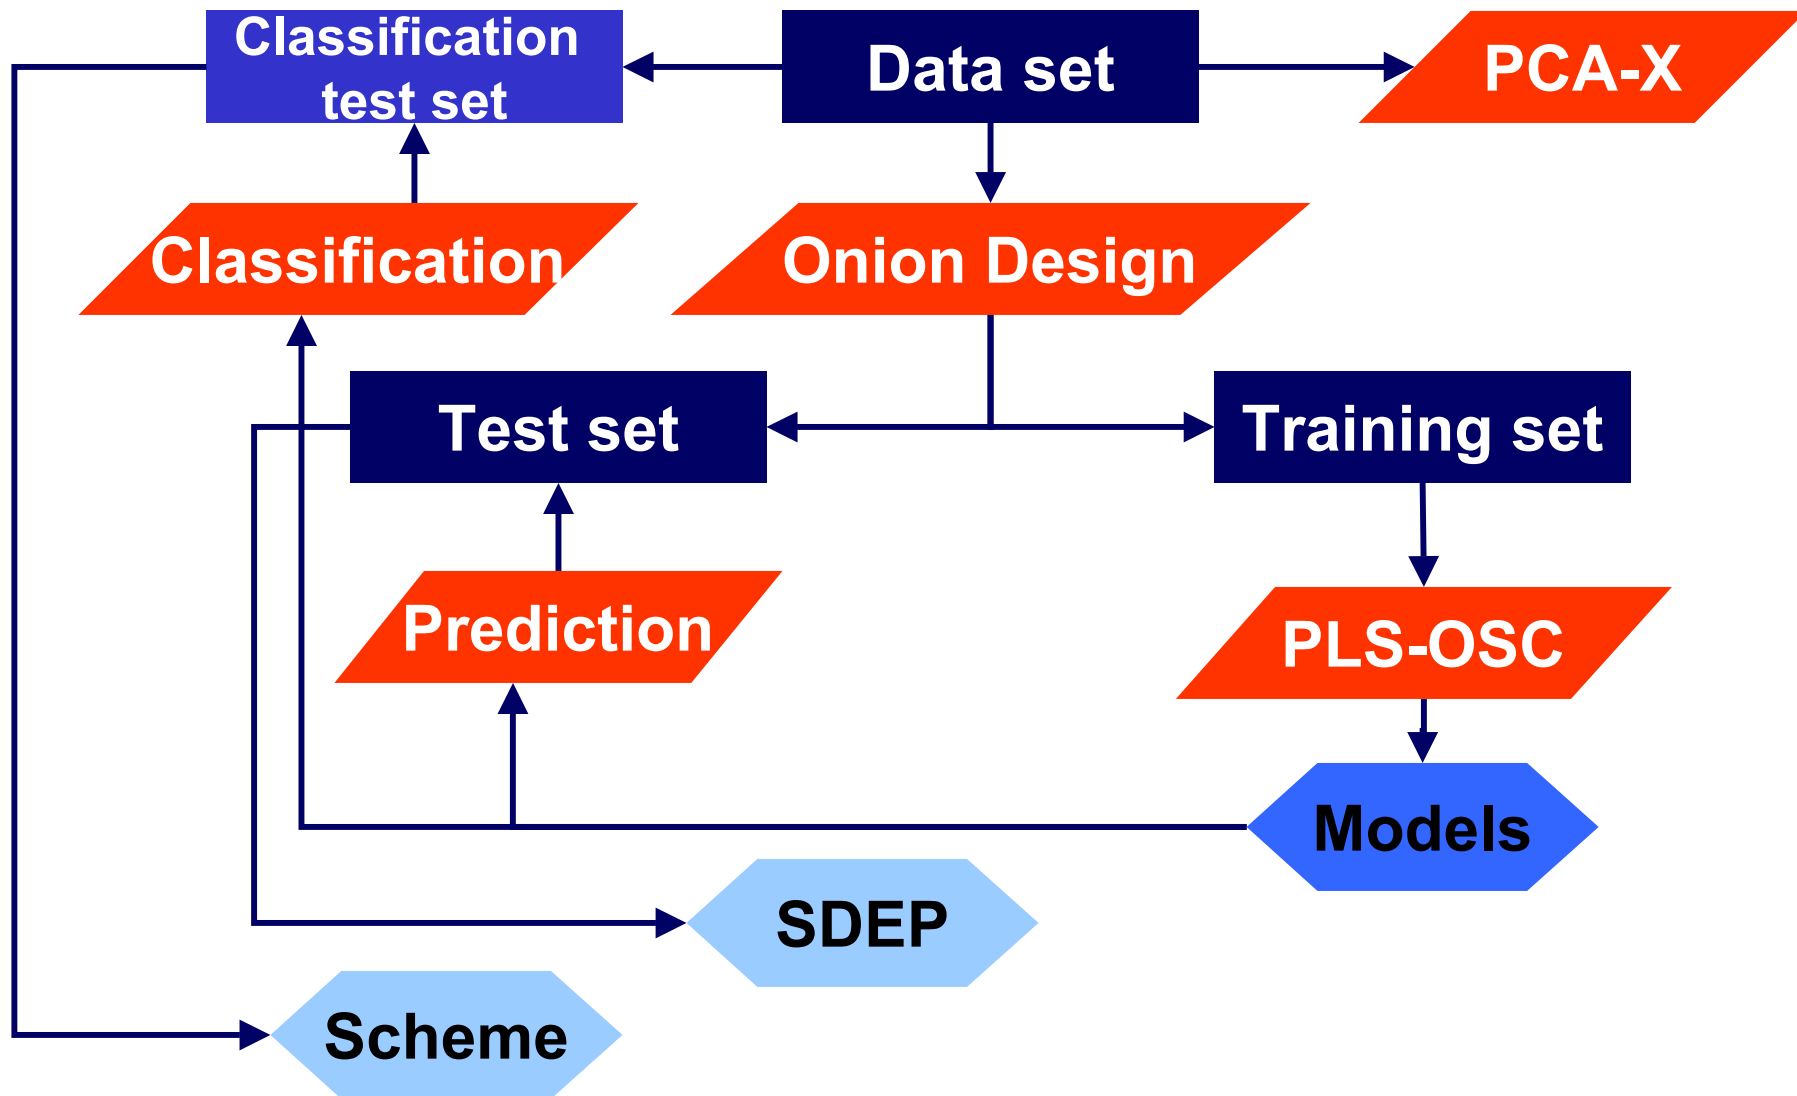 Classification
test set
Data set
PCA-X
Classification
Onion Design
Test set
Training set
Prediction
PLS-OSC
Models
SDEP
Scheme